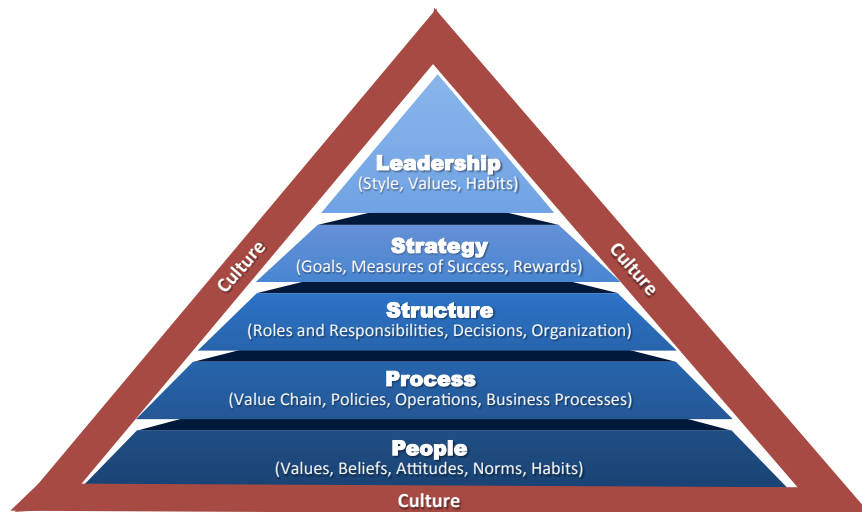 Leadership
(Style, Values, Habits)
Culture
Strategy
(Goals, Measures of Success, Rewards)
Culture
Structure
(Roles and Responsibilities, Decisions, Organization)
Process
(Value Chain, Policies, Operations, Business Processes)
People
(Values, Beliefs, Attitudes, Norms, Habits)
Culture